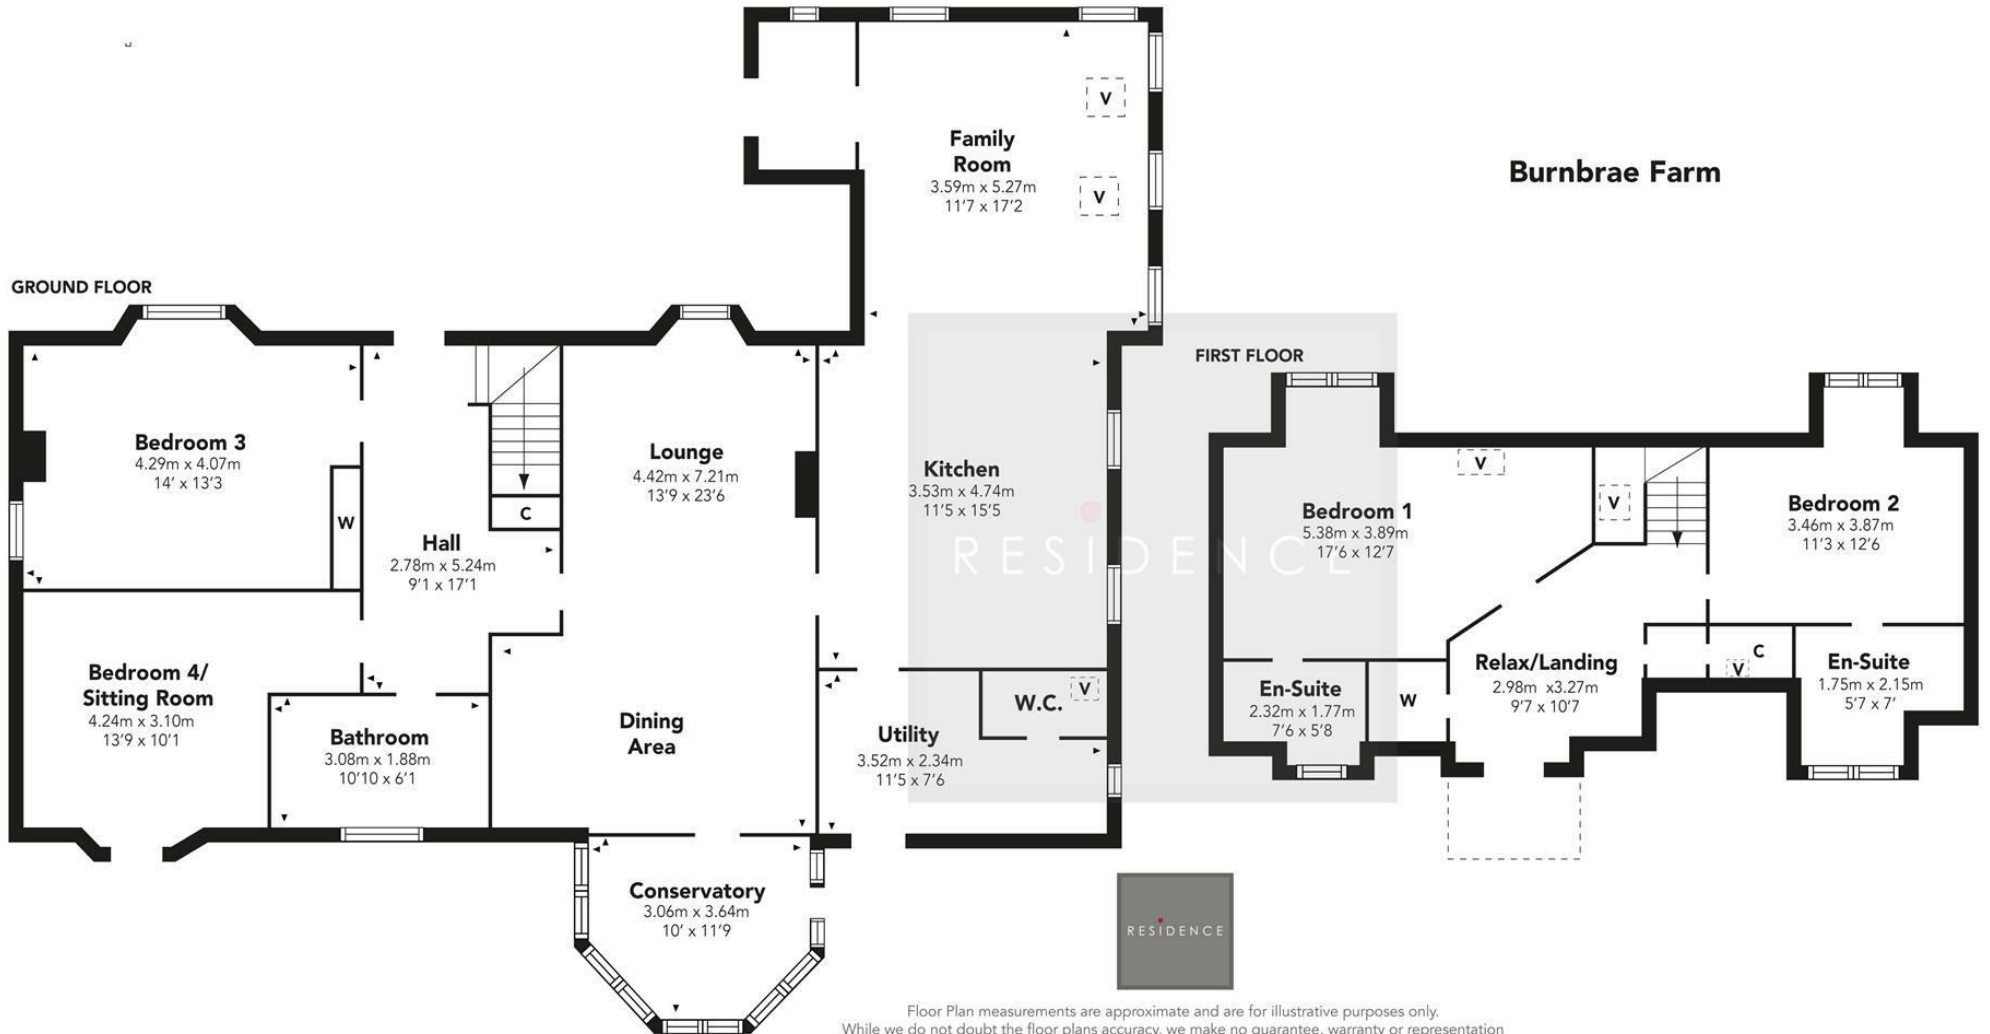 Burnbrae Farm
GROUND FLOOR
Family
Room
3.59m x 5.27m
11'7 x 17'2
V
V
Bedroom 3
4.29m x 4.07m
14' x 13'3
W
Hall
2.78m x 5.24m
9'1 x 17'1
C
Lounge
4.42m x 7.21m
13'9 x 23'6
Kitchen
3.53m x 4.74m
11'5 x 15'5
Bedroom 4/
Sitting Room
4.24m x 3.10m
13'9 x 10'1
Bathroom
3.08m x 1.88m
10'10 x 6'1
Dining
Area
Utility
3.52m x 2.34m
11'5 x 7'6
W.C.
V
Conservatory
3.06m x 3.64m
10' x 11'9
FIRST FLOOR
Bedroom 1
5.38m x 3.89m
17'6 x 12'7
V
V
Bedroom 2
3.46m x 3.87m
11'3 x 12'6
En-Suite
2.32m x 1.77m
7'6 x 5'8
W
Relax/Landing
2.98m x3.27m
9'7 x 10'7
C
V
En-Suite
1.75m x 2.15m
5'7 x 7'
RESIDENCE
RESIDENCE
Floor Plan measurements are approximate and are for illustrative purposes only.
While we do not doubt the floor plans accuracy, we make no guarantee, warranty or representation